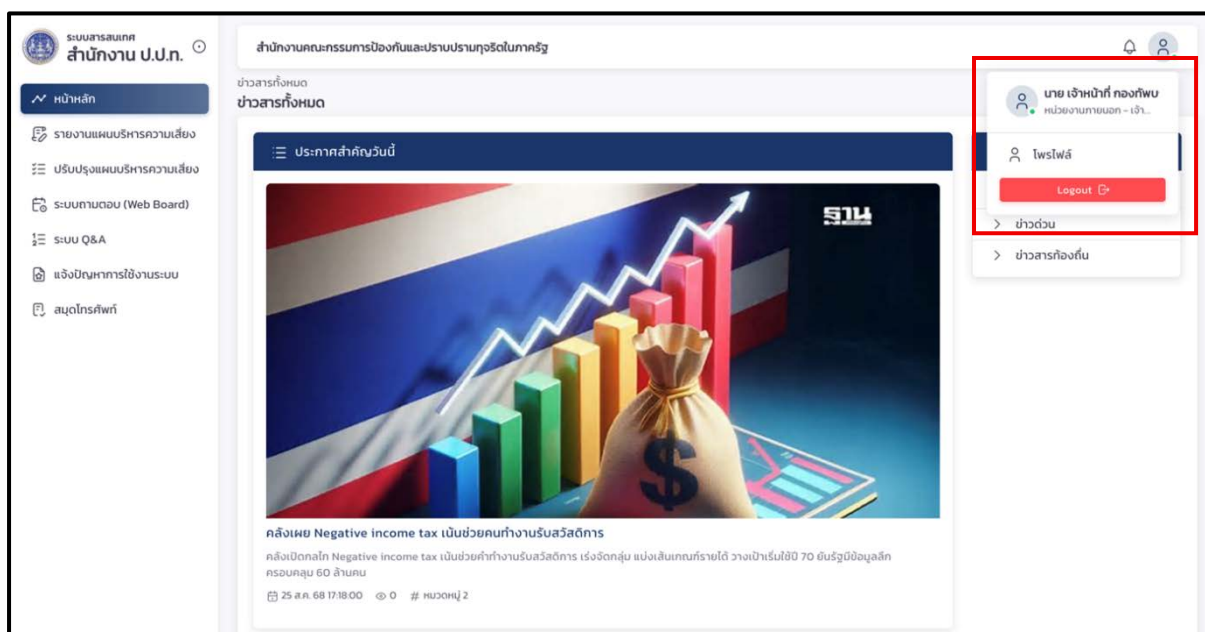 ระบบสารสนเทศ
สำนักงาน ป.ป.ท.
หน้าหลัก
รายงานแผนบริหารความเสี่ยง
ปรับปรุงแผนบริหารความเสี่ยง
ระบบถามตอบ (Web Board)
ระบบ Q&A
แจ้งปัญหาการใช้งานระบบ
สมุดโทรศัพท์
สำนักงานคณะกรรมการป้องกันและปราบปรามทุจริตในภาครัฐ
ข่าวสารทั้งหมด
ข่าวสารทั้งหมด
ประกาศสำคัญวันนี้
ฐาน
$
คลังเผย Negative income tax เน้นช่วยคนทำงานรับสวัสดิการ
คลังเปิดกลไก Negative income tax เน้นช่วยคำทำงานรับสวัสดิการ เร่งจัดกลุ่ม แบ่งเส้นเกณฑ์รายได้ วางเป้าเริ่มใช้ปี 70 ยันรัฐมีข้อมูลลึก
ครอบคลุม 60 ล้านคน
25 ส.ค. 68 17:18:00 0 # หมวดหมู่ 2
นาย เจ้าหน้าที่ กองทัพบ
หน่วยงานภายนอก - เจ้า...
โพรไฟล์
Logout
ข่าวด่วน
ข่าวสารท้องถิ่น